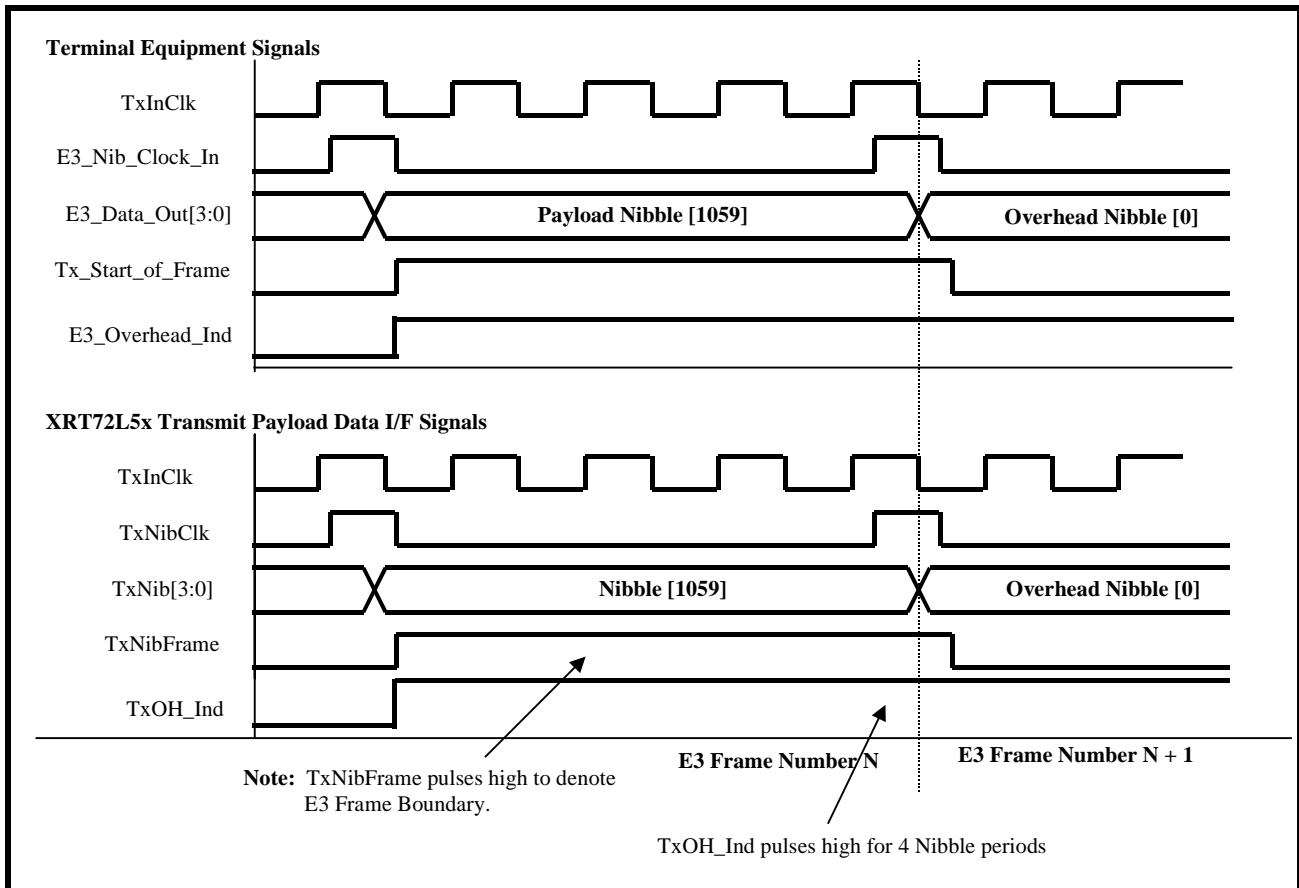 Terminal Equipment Signals
TxInClk
E3_Nib_Clock_In
E3_Data_Out[3:0]
Payload Nibble [1059]
Overhead Nibble [0]
Tx_Start_of_Frame
E3_Overhead_Ind
XRT72L5x Transmit Payload Data I/F Signals
TxInClk
TxNibClk
TxNib[3:0]
Nibble [1059]
Overhead Nibble [0]
TxNibFrame
TxOH_Ind
E3 Frame Number N
E3 Frame Number N + 1
Note: TxNibFrame pulses high to denote
E3 Frame Boundary.
TxOH_Ind pulses high for 4 Nibble periods